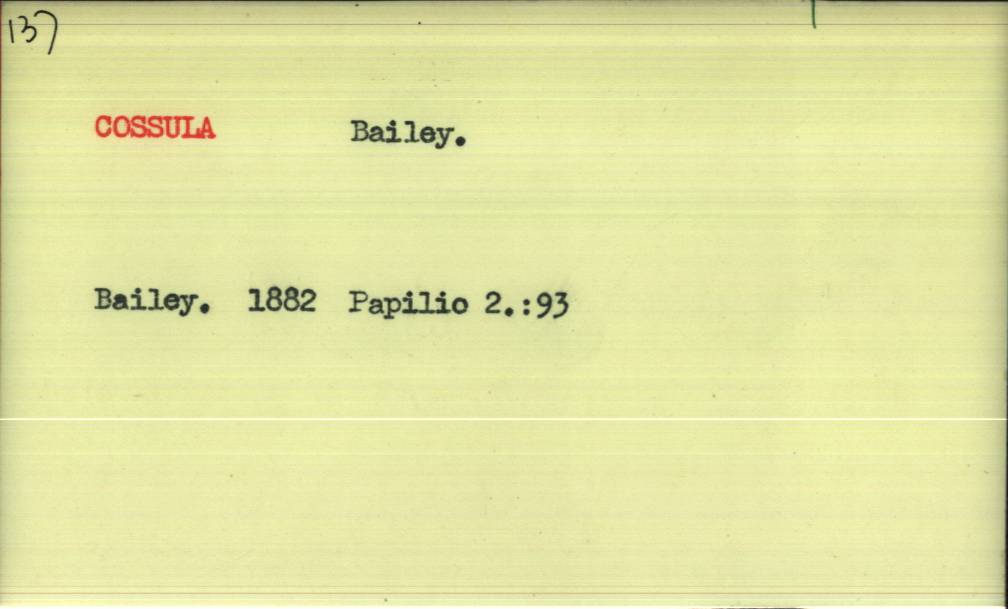 137
COSSULA Bailey.
Bailey. 1882 Papilio 2.:93